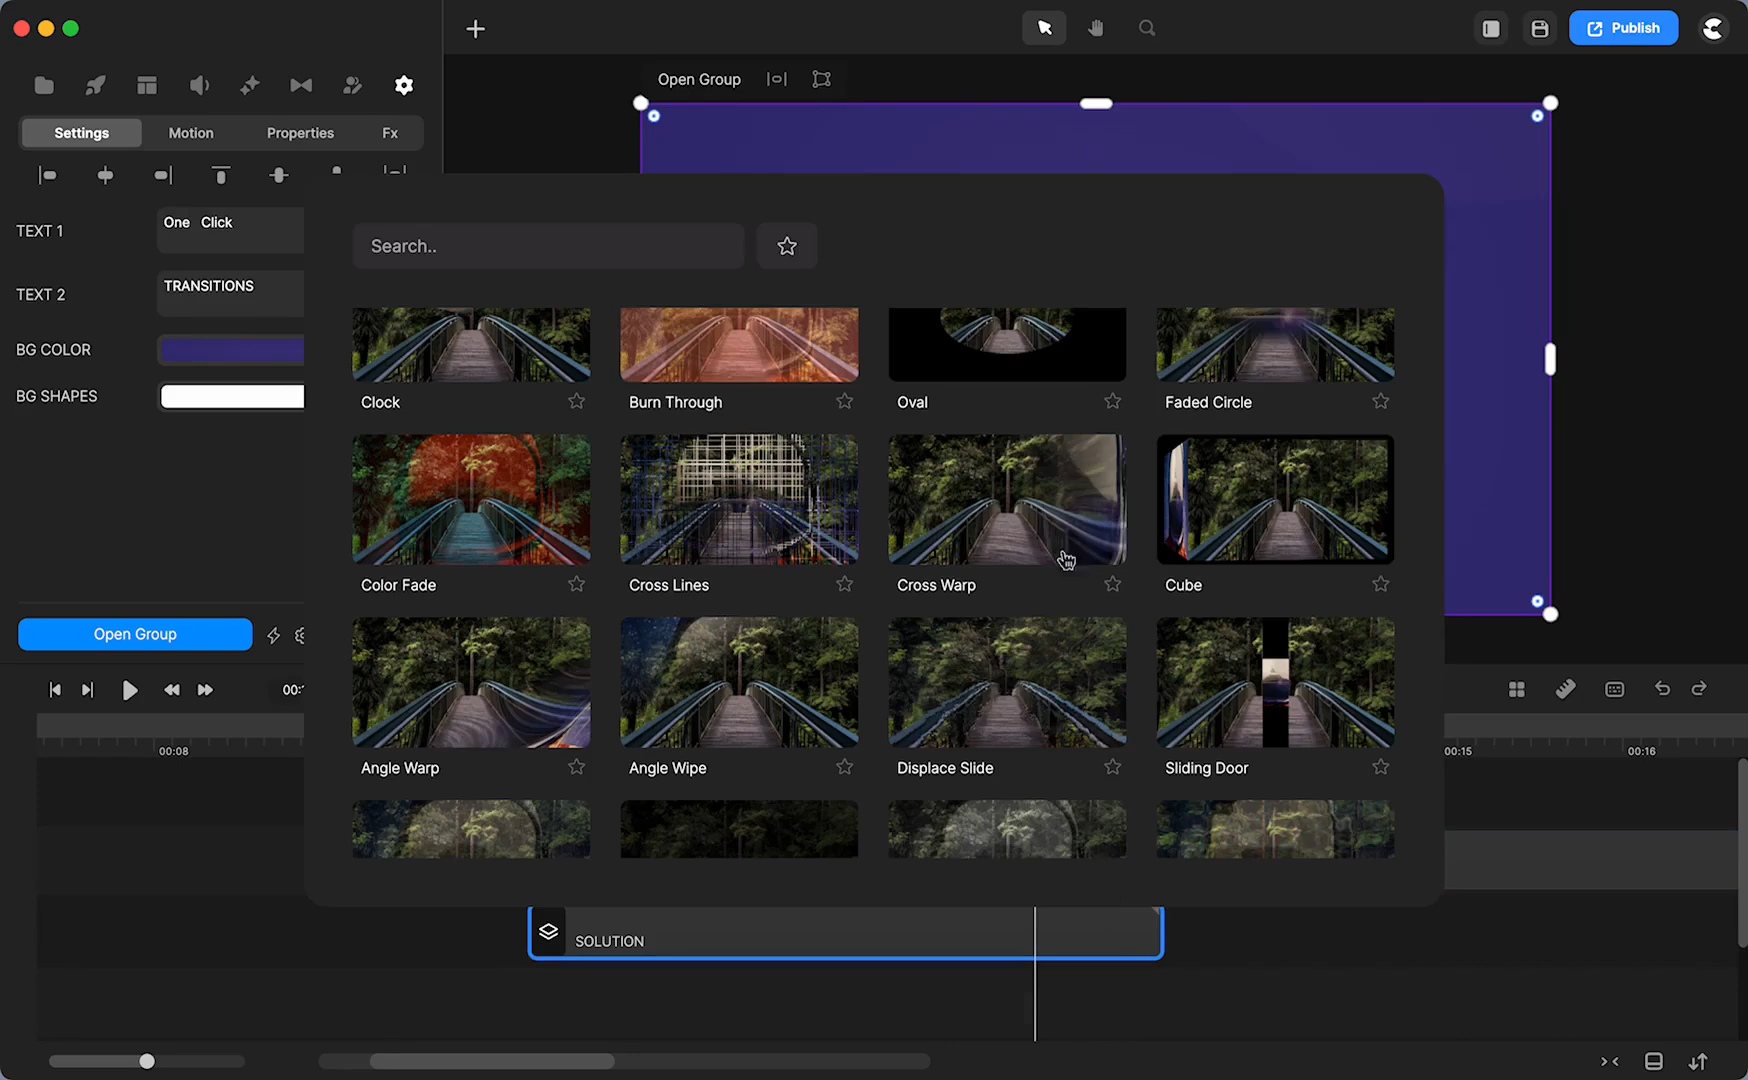 Publish
Open Group
Settings Motion Properties Fx
TEXT 1
One Click
TEXT 2
TRANSITIONS
BG COLOR
BG SHAPES
Open Group
Search..
Clock Burn Through Oval Faded Circle
Color Fade Cross Lines Cross Warp Cube
Angle Warp Angle Wipe Displace Slide Sliding Door
00:08
00:15 00:16
SOLUTION